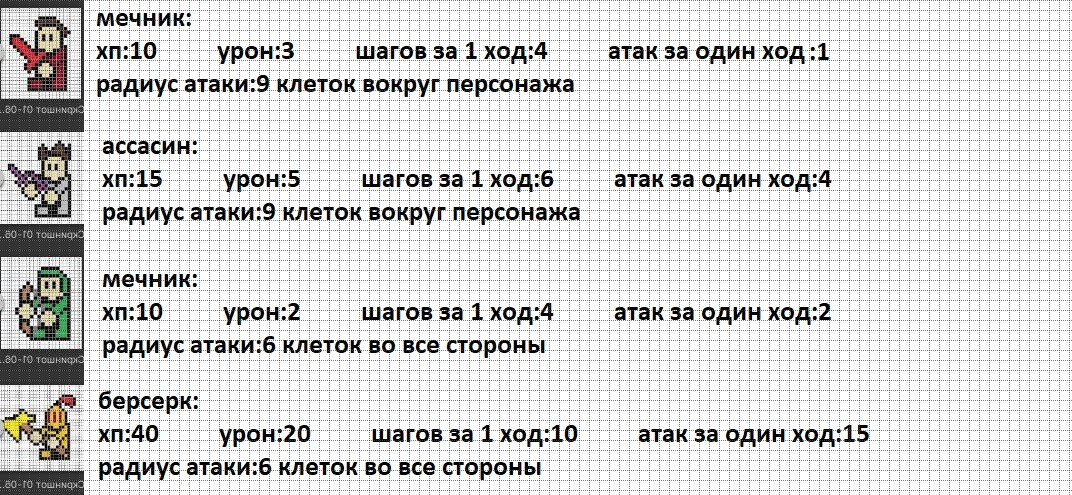 мечник:
хп:10 урон:3 шагов за 1 ход:4 атак за один ход:1
радиус атаки:9 клеток вокруг персонажа
ассасин:
хп:15 урон:5 шагов за 1 ход:6 атак за один ход:4
радиус атаки:9 клеток вокруг персонажа
мечник:
хп:10 урон:2 шагов за 1 ход:4 атак за один ход:2
радиус атаки:6 клеток во все стороны
берсерк:
хп:40 урон:20 шагов за 1 ход:10 атак за один ход:15
радиус атаки:6 клеток во все стороны